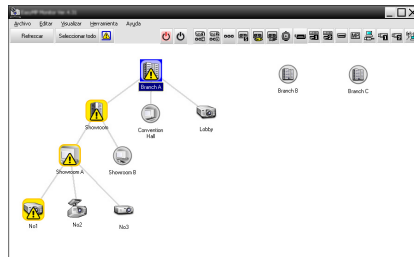 Archivo Editar Visualizar Herramienta Ayuda
Refrescar Seleccionar todo
Branch A
Branch B
Branch C
Showroom
Convention Hall
Lobby
Showroom A
Showroom B
No1
No2
No3